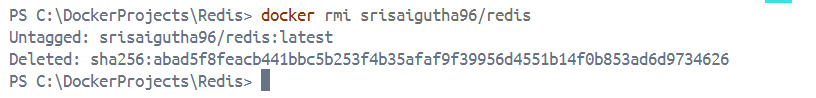 PS C:\DockerProjects\Redis> docker rmi srisaigutha96/redis
Untagged: srisaigutha96/redis:latest
Deleted: sha256:abad5f8feacb441bbc5b253f4b35afaf9f39956d4551b14f0b853ad6d9734626
PS C:\DockerProjects\Redis>